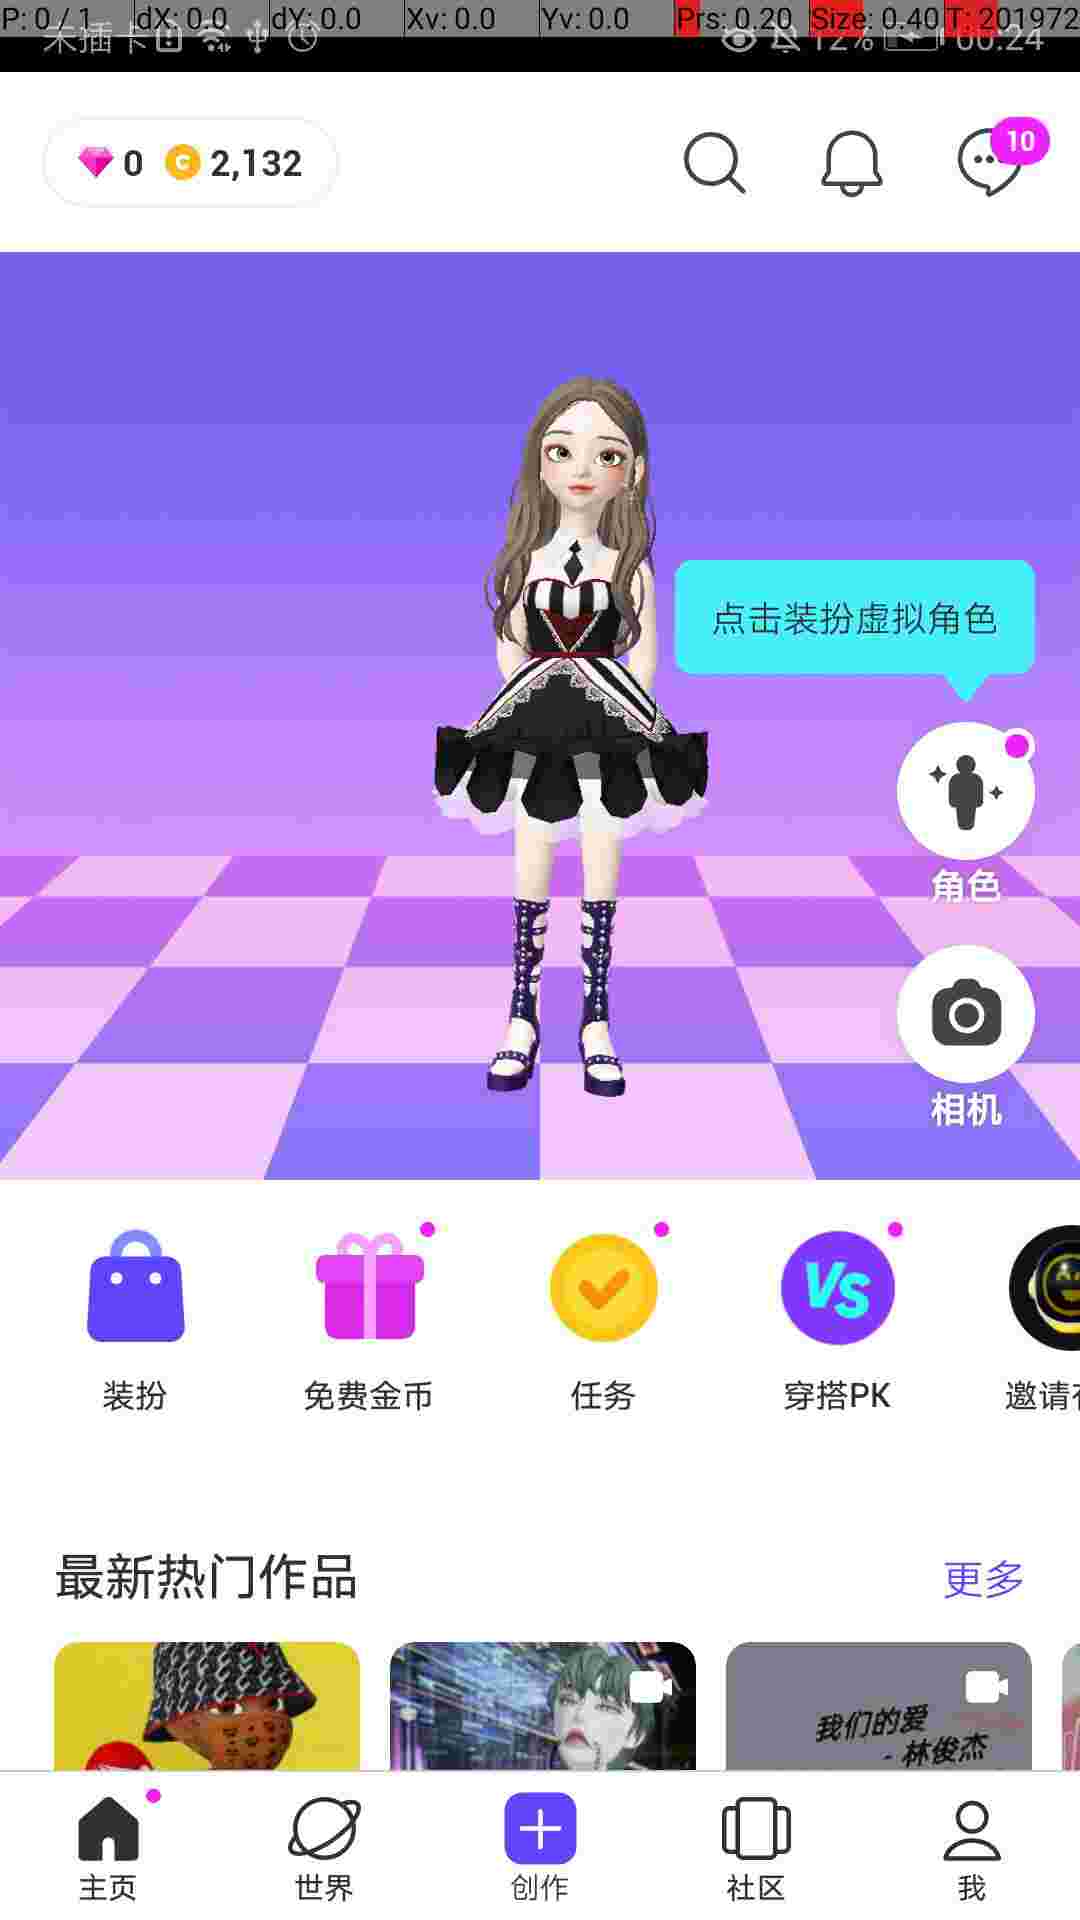 P: 0 / 1 dX: 0.0 dY: 0.0 Xv: 0.0 Yv: 0.0 Prs: 0.20 Size: 0.40 T: 201972
未插卡 12% 00:24
0 2,132
10
点击装扮虚拟角色
角色
相机
VS
装扮 免费金币 任务 穿搭PK 邀请
最新热门作品 更多
我们的爱
- 林俊杰
主页 世界 创作 社区 我